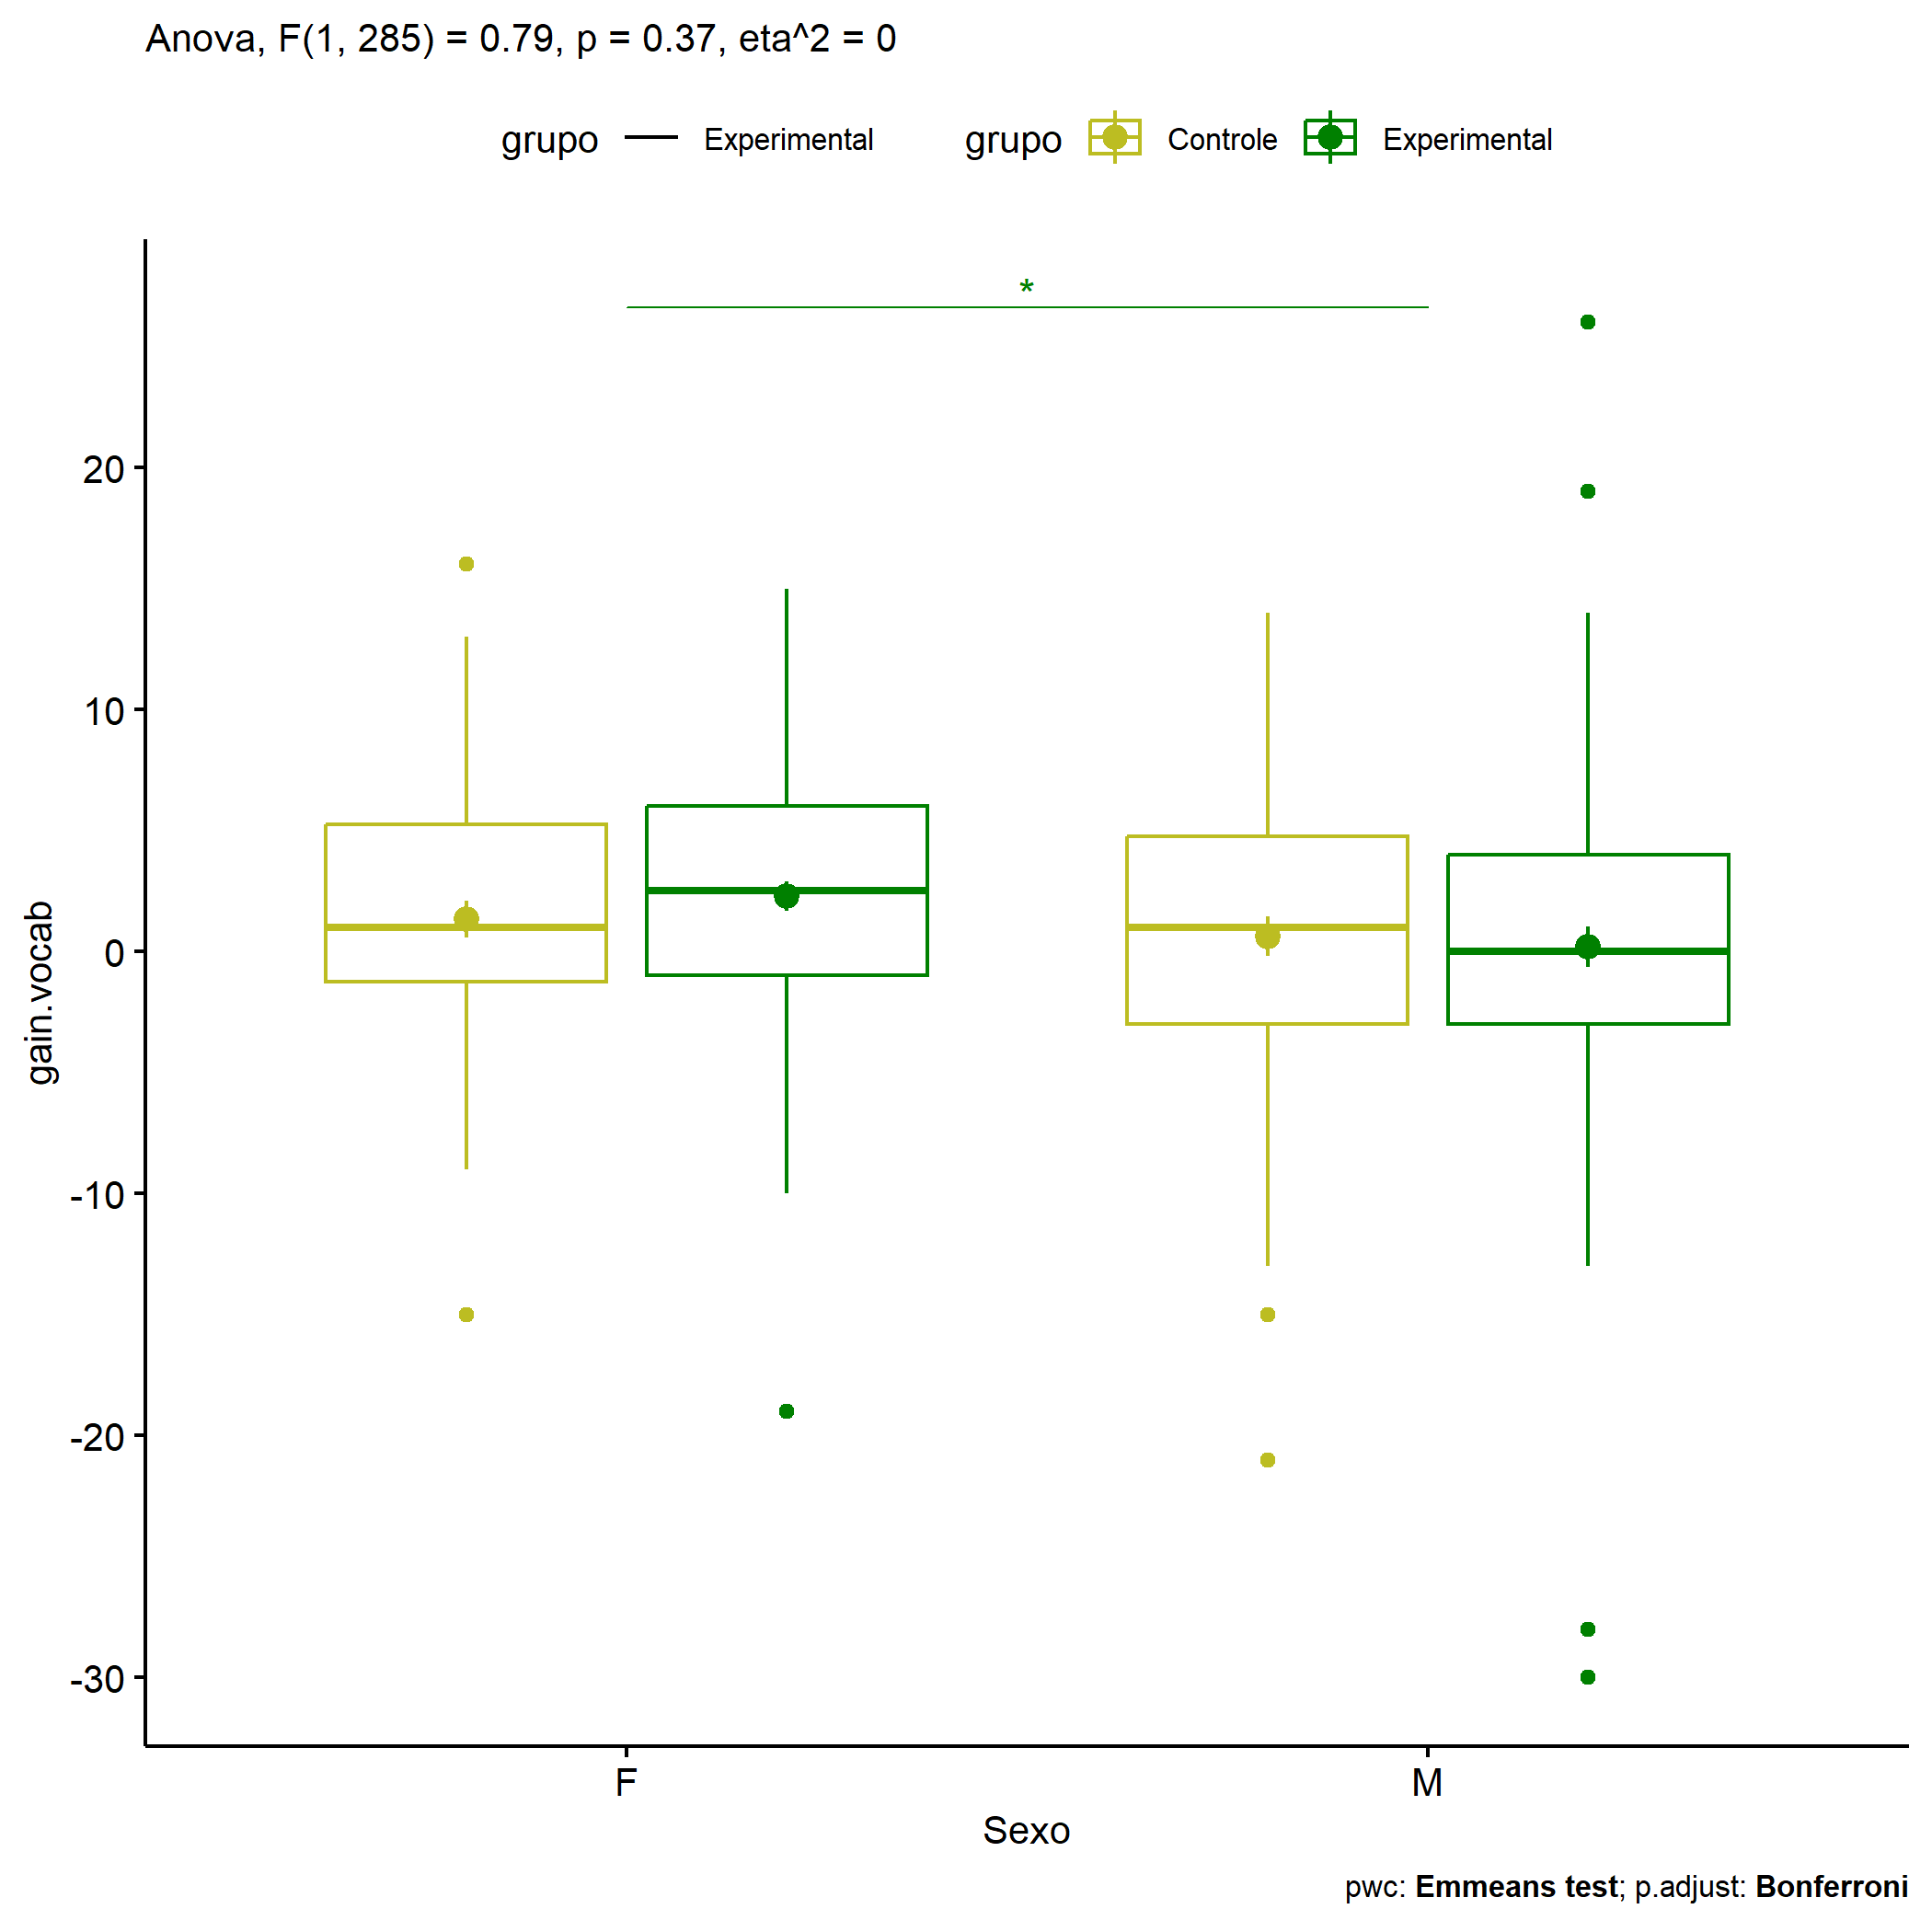 Anova, F(1, 285) = 0.79, p = 0.37, eta^2 = 0
grupo Experimental grupo Controle Experimental
*
20
10
0
-10
-20
-30
gain.vocab
F M
Sexo
pwc: Emmeans test; p.adjust: Bonferroni